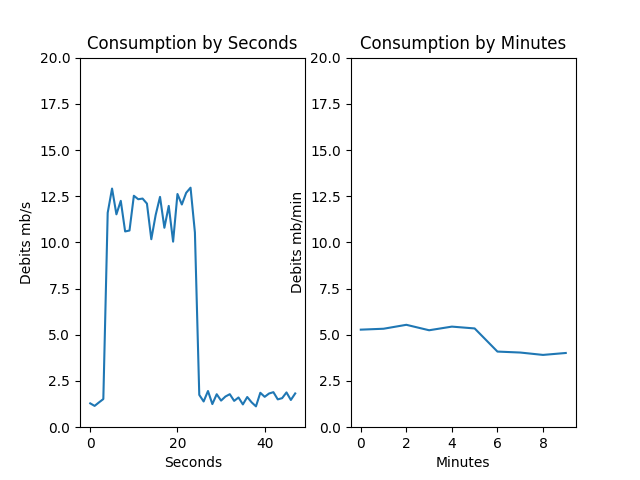 Consumption by Seconds
20.0
17.5
15.0
12.5
10.0
7.5
5.0
2.5
0.0
Debits mb/s
0 20 40
Seconds
Consumption by Minutes
20.0
17.5
15.0
12.5
10.0
7.5
5.0
2.5
0.0
Debits mb/min
0 2 4 6 8
Minutes